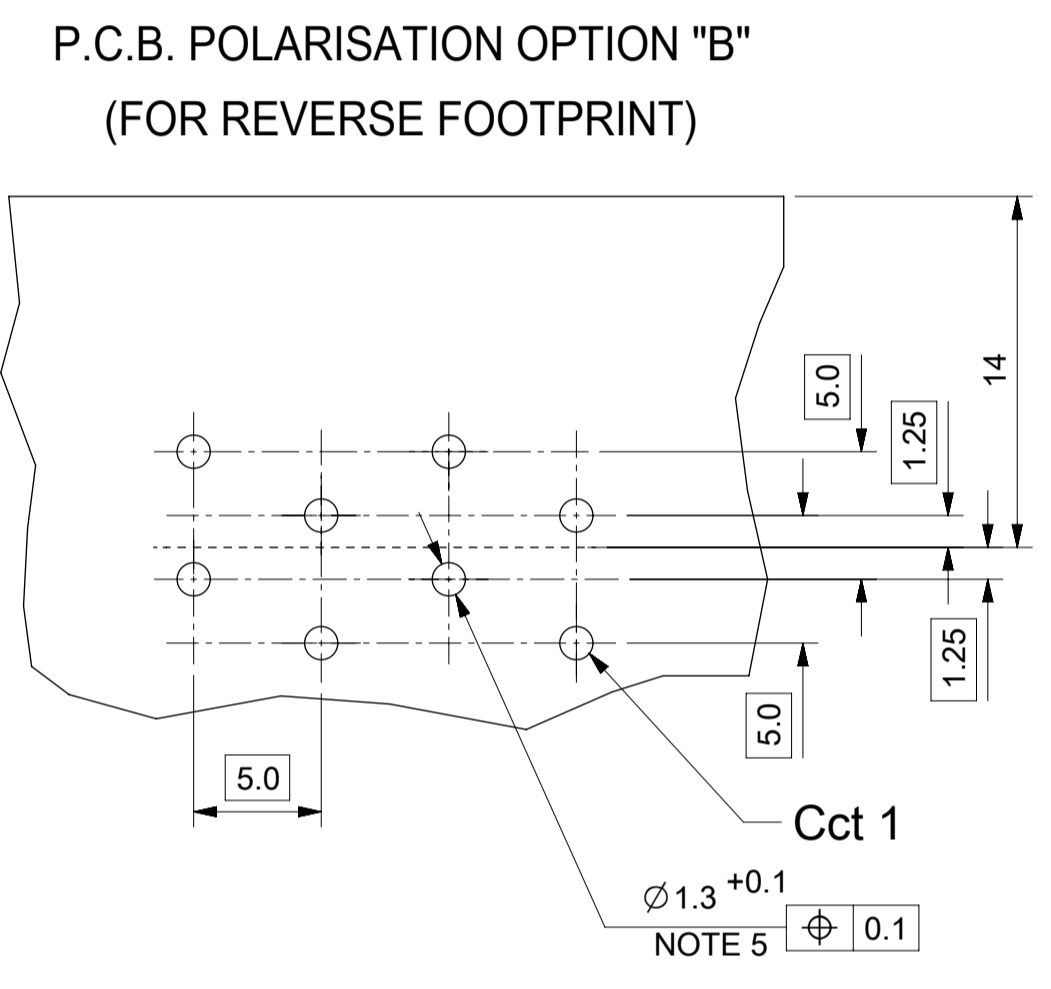 P.C.B. POLARISATION OPTION "B"
(FOR REVERSE FOOTPRINT)
14
5.0
1.25
1.25
5.0
5.0
Cct 1
⌀1.3 +0.1
NOTE 5
⌖ 0.1